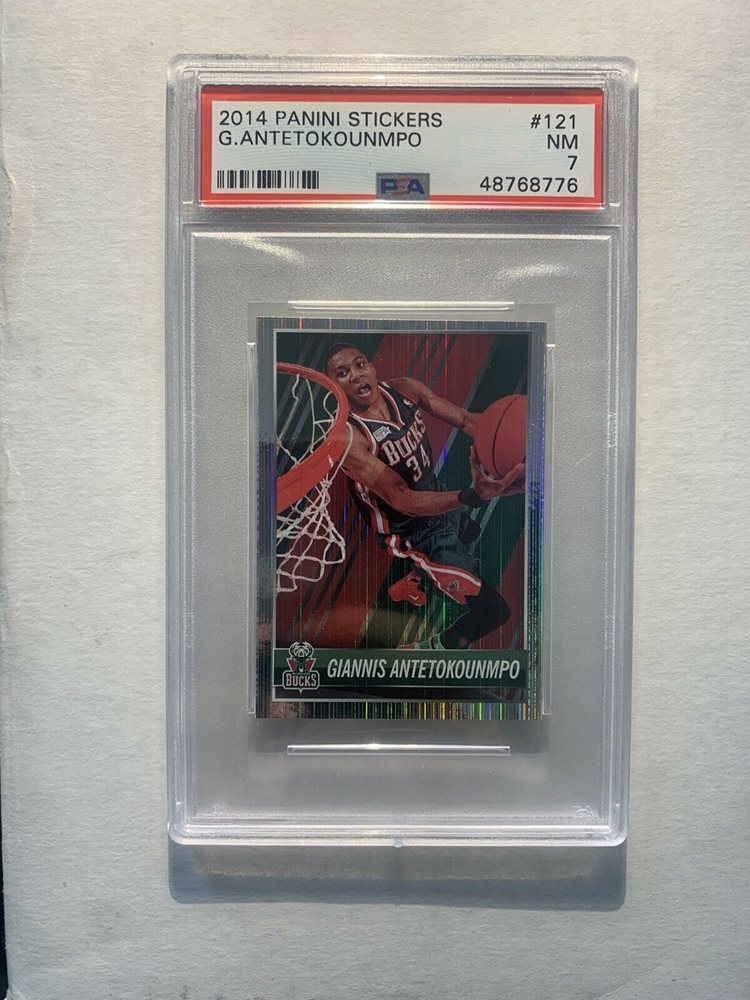 2014 PANINI STICKERS #121
G.ANTETOKOUNMPO NM
7
PSA 48768776
BUCKS
34
GIANNIS ANTETOKOUNMPO
BUCKS